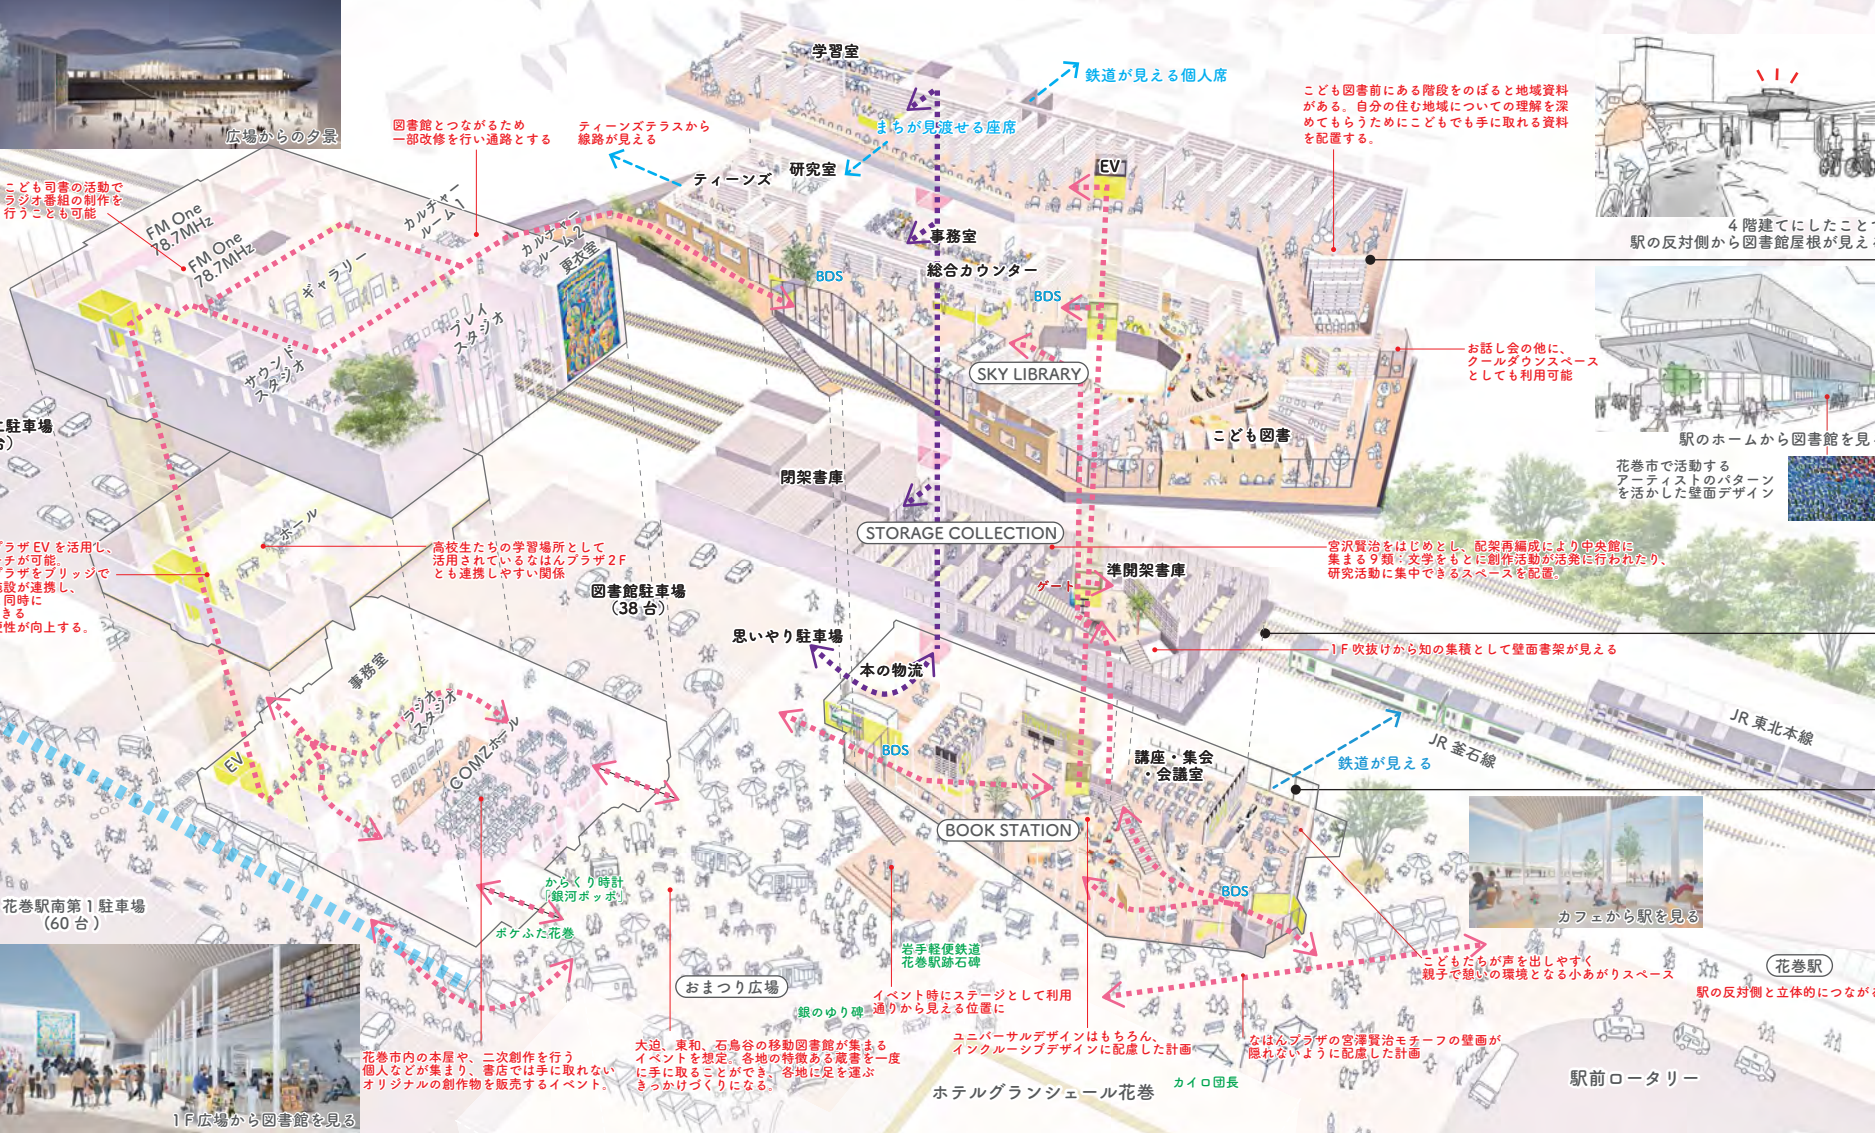 広場からの夕景
学習室
鉄道が見える個人席
まちが見渡せる座席
図書館とつながるため
一部改修を行い通路とする
ティーンズテラスから
線路が見える
こども図書前にある階段をのぼると地域資料
がある。自分の住む地域についての理解を深
めてもらうためにこどもでも手に取れる資料
を配置する。
4階建てにしたことで
駅の反対側から図書館屋根が見える
こども司書の活動で
ラジオ番組の制作を
行うことも可能
FM One
78.7MHz
FM One
78.7MHz
ギャラリー
カルチャー
ルーム1
カルチャー
ルーム2
更衣室
プレイ
スタジオ
サウンド
スタジオ
ティーンズ
研究室
EV
事務室
総合カウンター
BDS
BDS
SKY LIBRARY
こども図書
お話し会の他に、
クールダウンスペース
としても利用可能
駅のホームから図書館を見
花巻市で活動する
アーティストのパターン
を活かした壁面デザイン
駐車場
台)
閉架書庫
STORAGE COLLECTION
準開架書庫
ゲート
宮沢賢治をはじめとし、配架再編成により中央館に
集まる9類:文学をもとに創作活動が活発に行われたり、
研究活動に集中できるスペースを配置。
1F吹抜けから知の集積として壁面書架が見える
ホール
高校生たちの学習場所として
活用されているなはんプラザ2F
とも連携しやすい関係
プラザEVを活用し、
チが可能。
ラザをブリッジで
設が連携し、
同時に
きる
性が向上する。
図書館駐車場
(38台)
思いやり駐車場
本の物流
事務室
ラジオ
スタジオ
COMZホール
EV
BDS
講座・集会
・会議室
BOOK STATION
BDS
鉄道が見える
JR釜石線
JR東北本線
カフェから駅を見る
花巻駅南第1駐車場
(60台)
からくり時計
「銀河ポッポ」
ポケふた花巻
岩手軽便鉄道
花巻駅跡石碑
おまつり広場
銀のゆり碑
イベント時にステージとして利用
通りから見える位置に
こどもたちが声を出しやすく
親子で憩いの環境となる小あがりスペース
花巻駅
駅の反対側と立体的につながる
花巻市内の本屋や、二次創作を行う
個人などが集まり、書店では手に取れない
オリジナルの創作物を販売するイベント。
大迫、東和、石鳥谷の移動図書館が集まる
イベントを想定。各地の特徴ある蔵書を一度
に手に取ることができ、各地に足を運ぶ
きっかけづくりになる。
ユニバーサルデザインはもちろん、
インクルーシブデザインに配慮した計画
なはんプラザの宮澤賢治モチーフの壁画が
隠れないように配慮した計画
カイロ団長
ホテルグランシェール花巻
駅前ロータリー
1F広場から図書館を見る